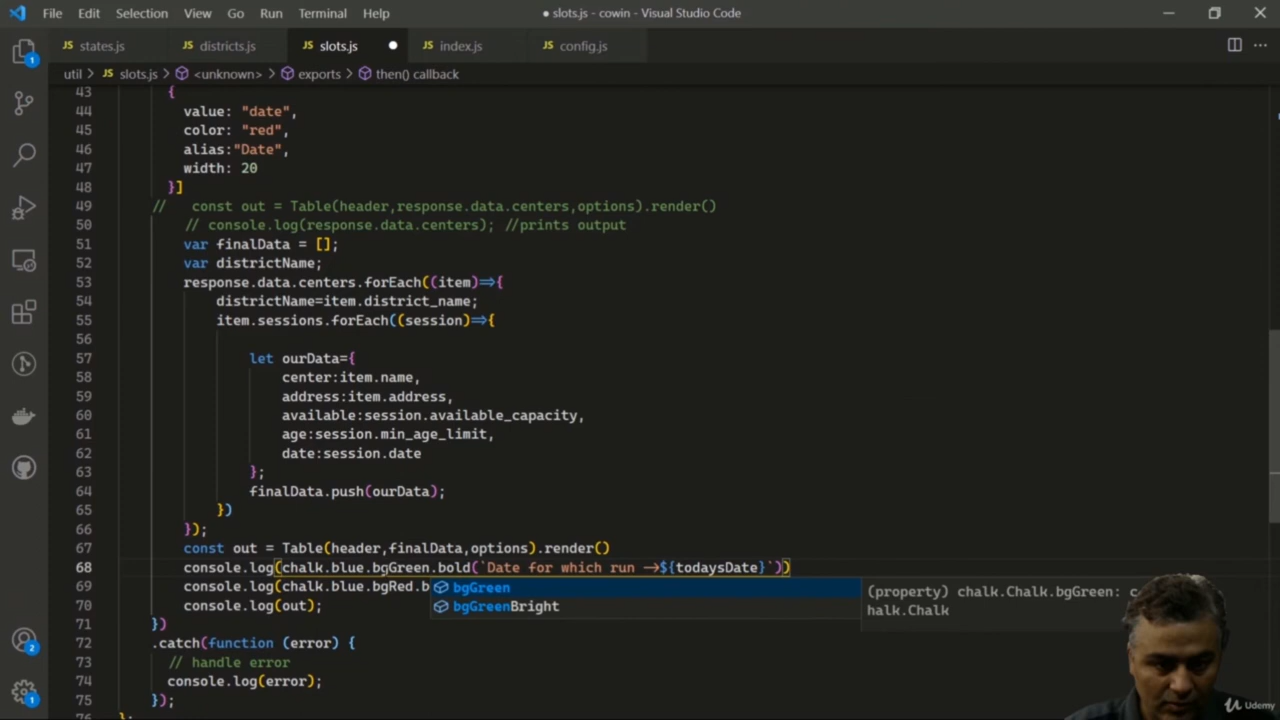 File Edit Selection View Go Run Terminal Help ● slots.js - cowin - Visual Studio Code
JS states.js JS districts.js JS slots.js ● JS index.js JS config.js
util > JS slots.js > <unknown> > exports > then() callback
43 {
44 value: "date",
45 color: "red",
46 alias:"Date",
47 width: 20
48 }]
49 // const out = Table(header,response.data.centers,options).render()
50 // console.log(response.data.centers); //prints output
51 var finalData = [];
52 var districtName;
53 response.data.centers.forEach((item)=>{
54 districtName=item.district_name;
55 item.sessions.forEach((session)=>{
56
57 let ourData={
58 center:item.name,
59 address:item.address,
60 available:session.available_capacity,
61 age:session.min_age_limit,
62 date:session.date
63 };
64 finalData.push(ourData);
65 })
66 });
67 const out = Table(header,finalData,options).render()
68 console.log(chalk.blue.bgGreen.bold(`Date for which run ->${todaysDate}`))
69 console.log(chalk.blue.bgRed.b
bgGreen
bgGreenBright
(property) chalk.Chalk.bgGreen: c
halk.Chalk
70 console.log(out);
71 })
72 .catch(function (error) {
73 // handle error
74 console.log(error);
75 });
76 };
1
2
1
Udemy